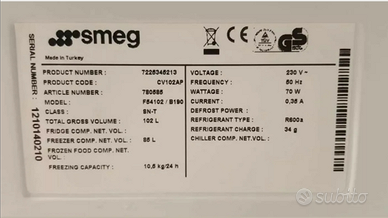 smeg
Made in Turkey
SERIAL NUMBER : 1210140210
PRODUCT NUMBER : 7225345213
PRODUCT CODE : CV102AP
ARTICLE NUMBER : 780585
MODEL : F54102 / B190
CLASS : SN-T
TOTAL GROSS VOLUME : 102 L
FRIDGE COMP. NET. VOL. :
FREEZER COMP. NET VOL. : 85 L
FROZEN FOOD COMP. NET. VOL. :
FREEZING CAPACITY : 10,5 kg/24 h
VOLTAGE : 230 V ~
FREQUENCY : 50 Hz
WATTAGE : 70 W
CURRENT : 0,35 A
DEFROST POWER :
REFRIGERANT TYPE : R600a
REFRIGERANT CHARGE : 34 g
CHILLER COMP. NET. VOL. :
CE
GS
subito